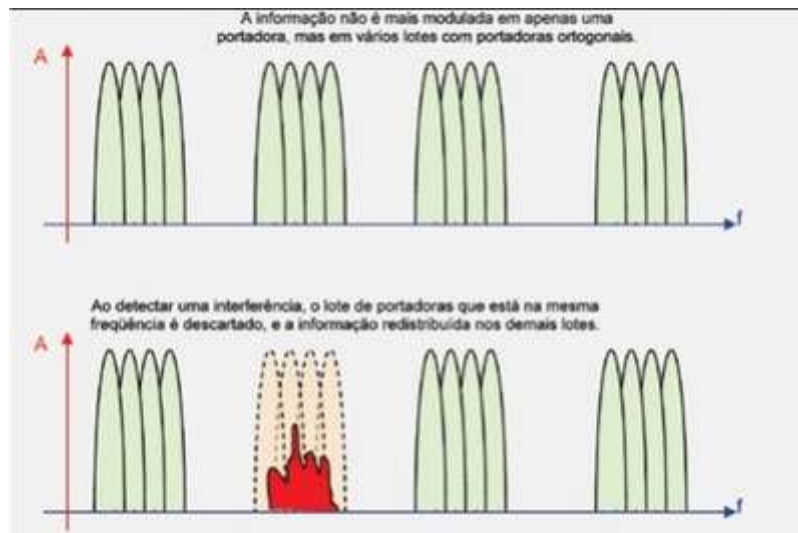 A informação não é mais modulada em apenas uma
portadora, mas em vários lotes com portadoras ortogonais.
A
f
Ao detectar uma interferência, o lote de portadoras que está na mesma
freqüência é descartado, e a informação redistribuída nos demais lotes.
A
f